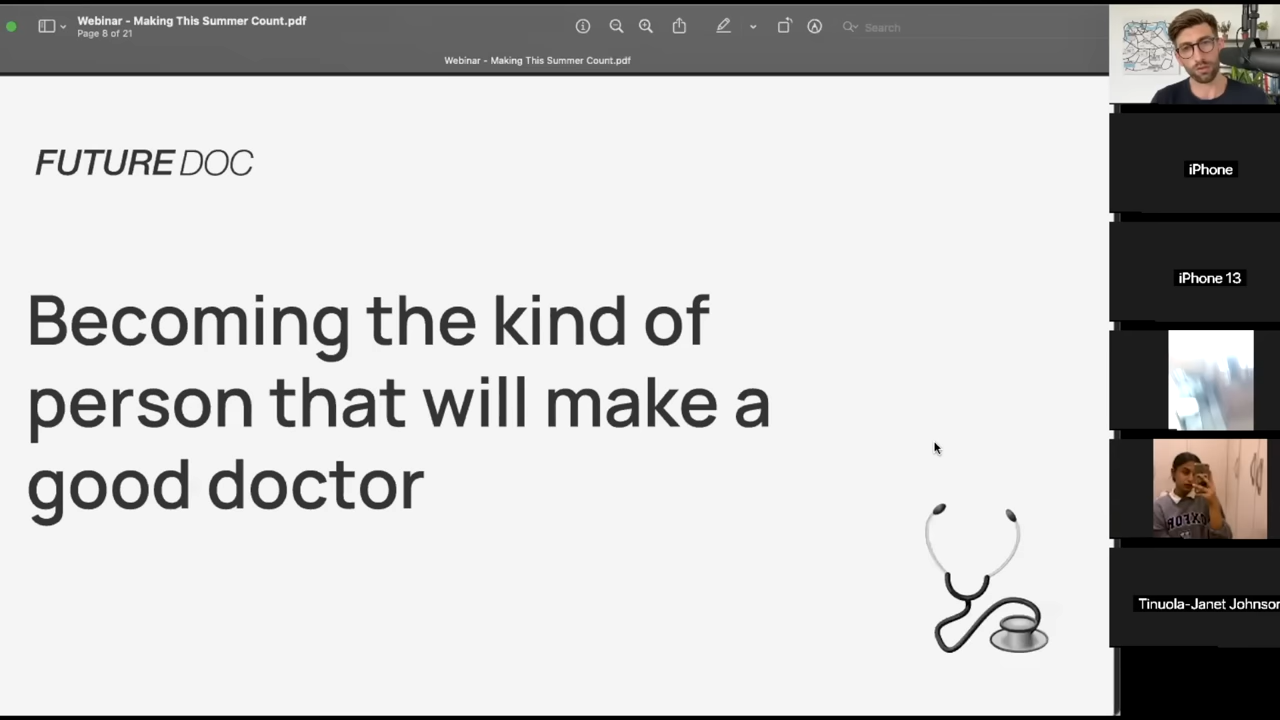 Webinar - Making This Summer Count.pdf
Page 8 of 21
Search
Webinar - Making This Summer Count.pdf
FUTURE DOC
Becoming the kind of
person that will make a
good doctor
iPhone
iPhone 13
Tinuola-Janet Johnson